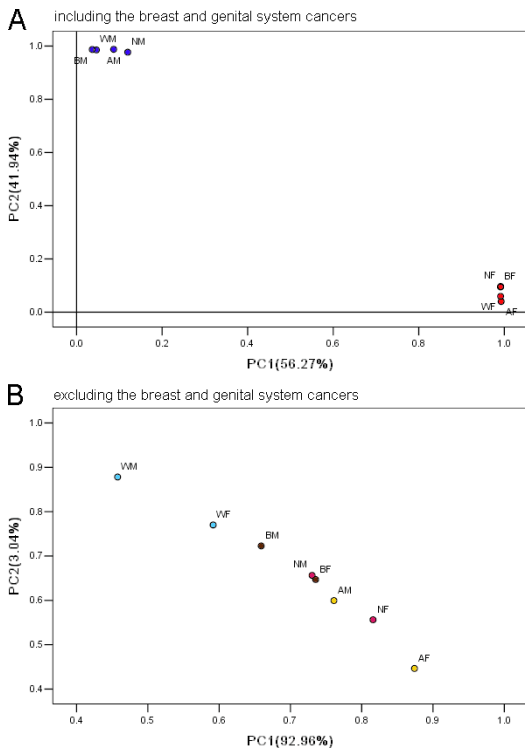 A including the breast and genital system cancers
1.0
BM WM AM NM
0.8
0.6
PC2(41.94%)
0.4
0.2
NF BF
WF AF
0.0
0.0 0.2 0.4 0.6 0.8 1.0
PC1(56.27%)
B excluding the breast and genital system cancers
1.0
0.9
WM
0.8
WF
BM
0.7
PC2(3.04%)
NM BF
0.6
AM
NF
0.5
AF
0.4
0.4 0.5 0.6 0.7 0.8 0.9 1.0
PC1(92.96%)